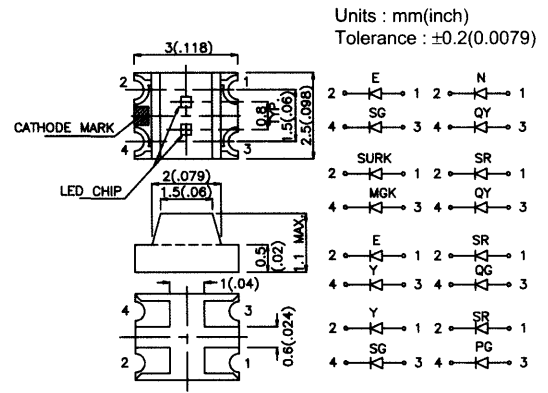 Units : mm(inch)
Tolerance : ±0.2(0.0079)
3(.118)
2 1
4 3
CATHODE MARK
LED CHIP
0.8
TYP.
1.5(.06)
2.5(.098)
2(.079)
1.5(.06)
0.5
(.02)
1.1 MAX.
1(.04)
4 3
2 1
0.6(.024)
E N
2 1 2 1
SG QY
4 3 4 3
SURK SR
2 1 2 1
MGK QY
4 3 4 3
E SR
2 1 2 1
Y QG
4 3 4 3
Y SR
2 1 2 1
SG PG
4 3 4 3